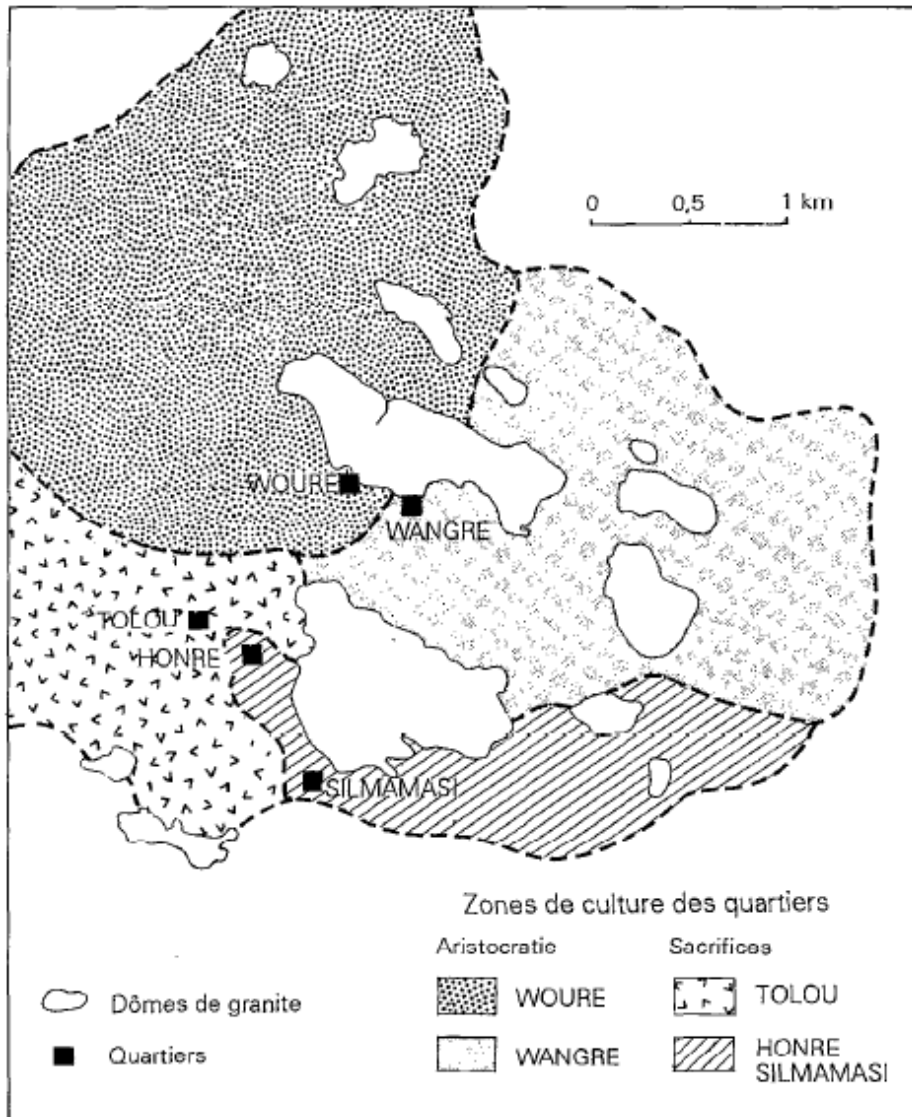 0 0,5 1 km
WOURE
WANGRE
TOLOU
HONRE
SILMAMASI
Zones de culture des quartiers
Aristocratie Sacrifices
Dômes de granite WOURE TOLOU
Quartiers WANGRE HONRE
SILMAMASI